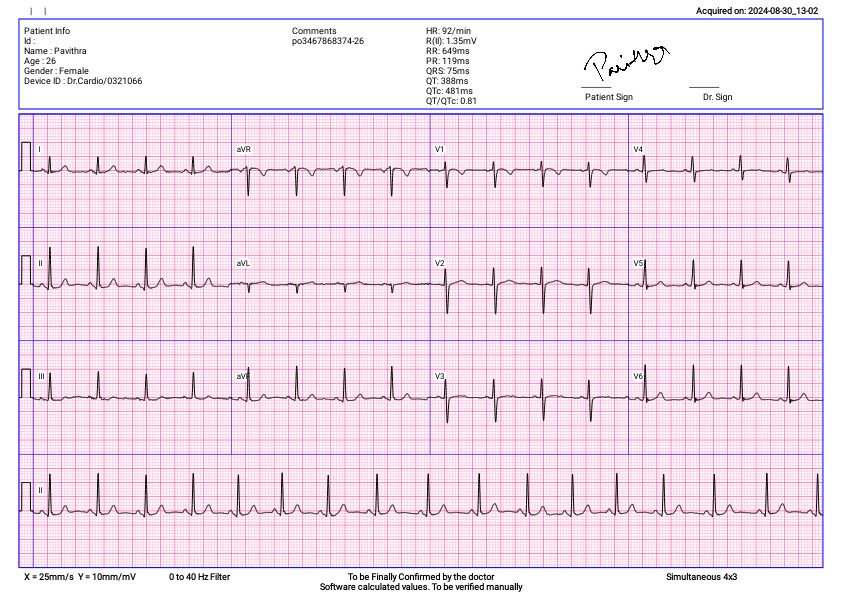 Acquired on: 2024-08-30_13-02
Patient Info
Id :
Name : Pavithra
Age : 26
Gender : Female
Device ID : Dr.Cardio/0321066
Comments
po3467868374-26
HR: 92/min
R(II): 1.35mV
RR: 649ms
PR: 119ms
QRS: 75ms
QT: 388ms
QTc: 481ms
QT/QTc: 0.81
Patient Sign
Dr. Sign
I
aVR
V1
V4
II
aVL
V2
V5
III
aVF
V3
V6
II
X = 25mm/s Y = 10mm/mV
0 to 40 Hz Filter
To be Finally Confirmed by the doctor
Software calculated values. To be verified manually
Simultaneous 4x3